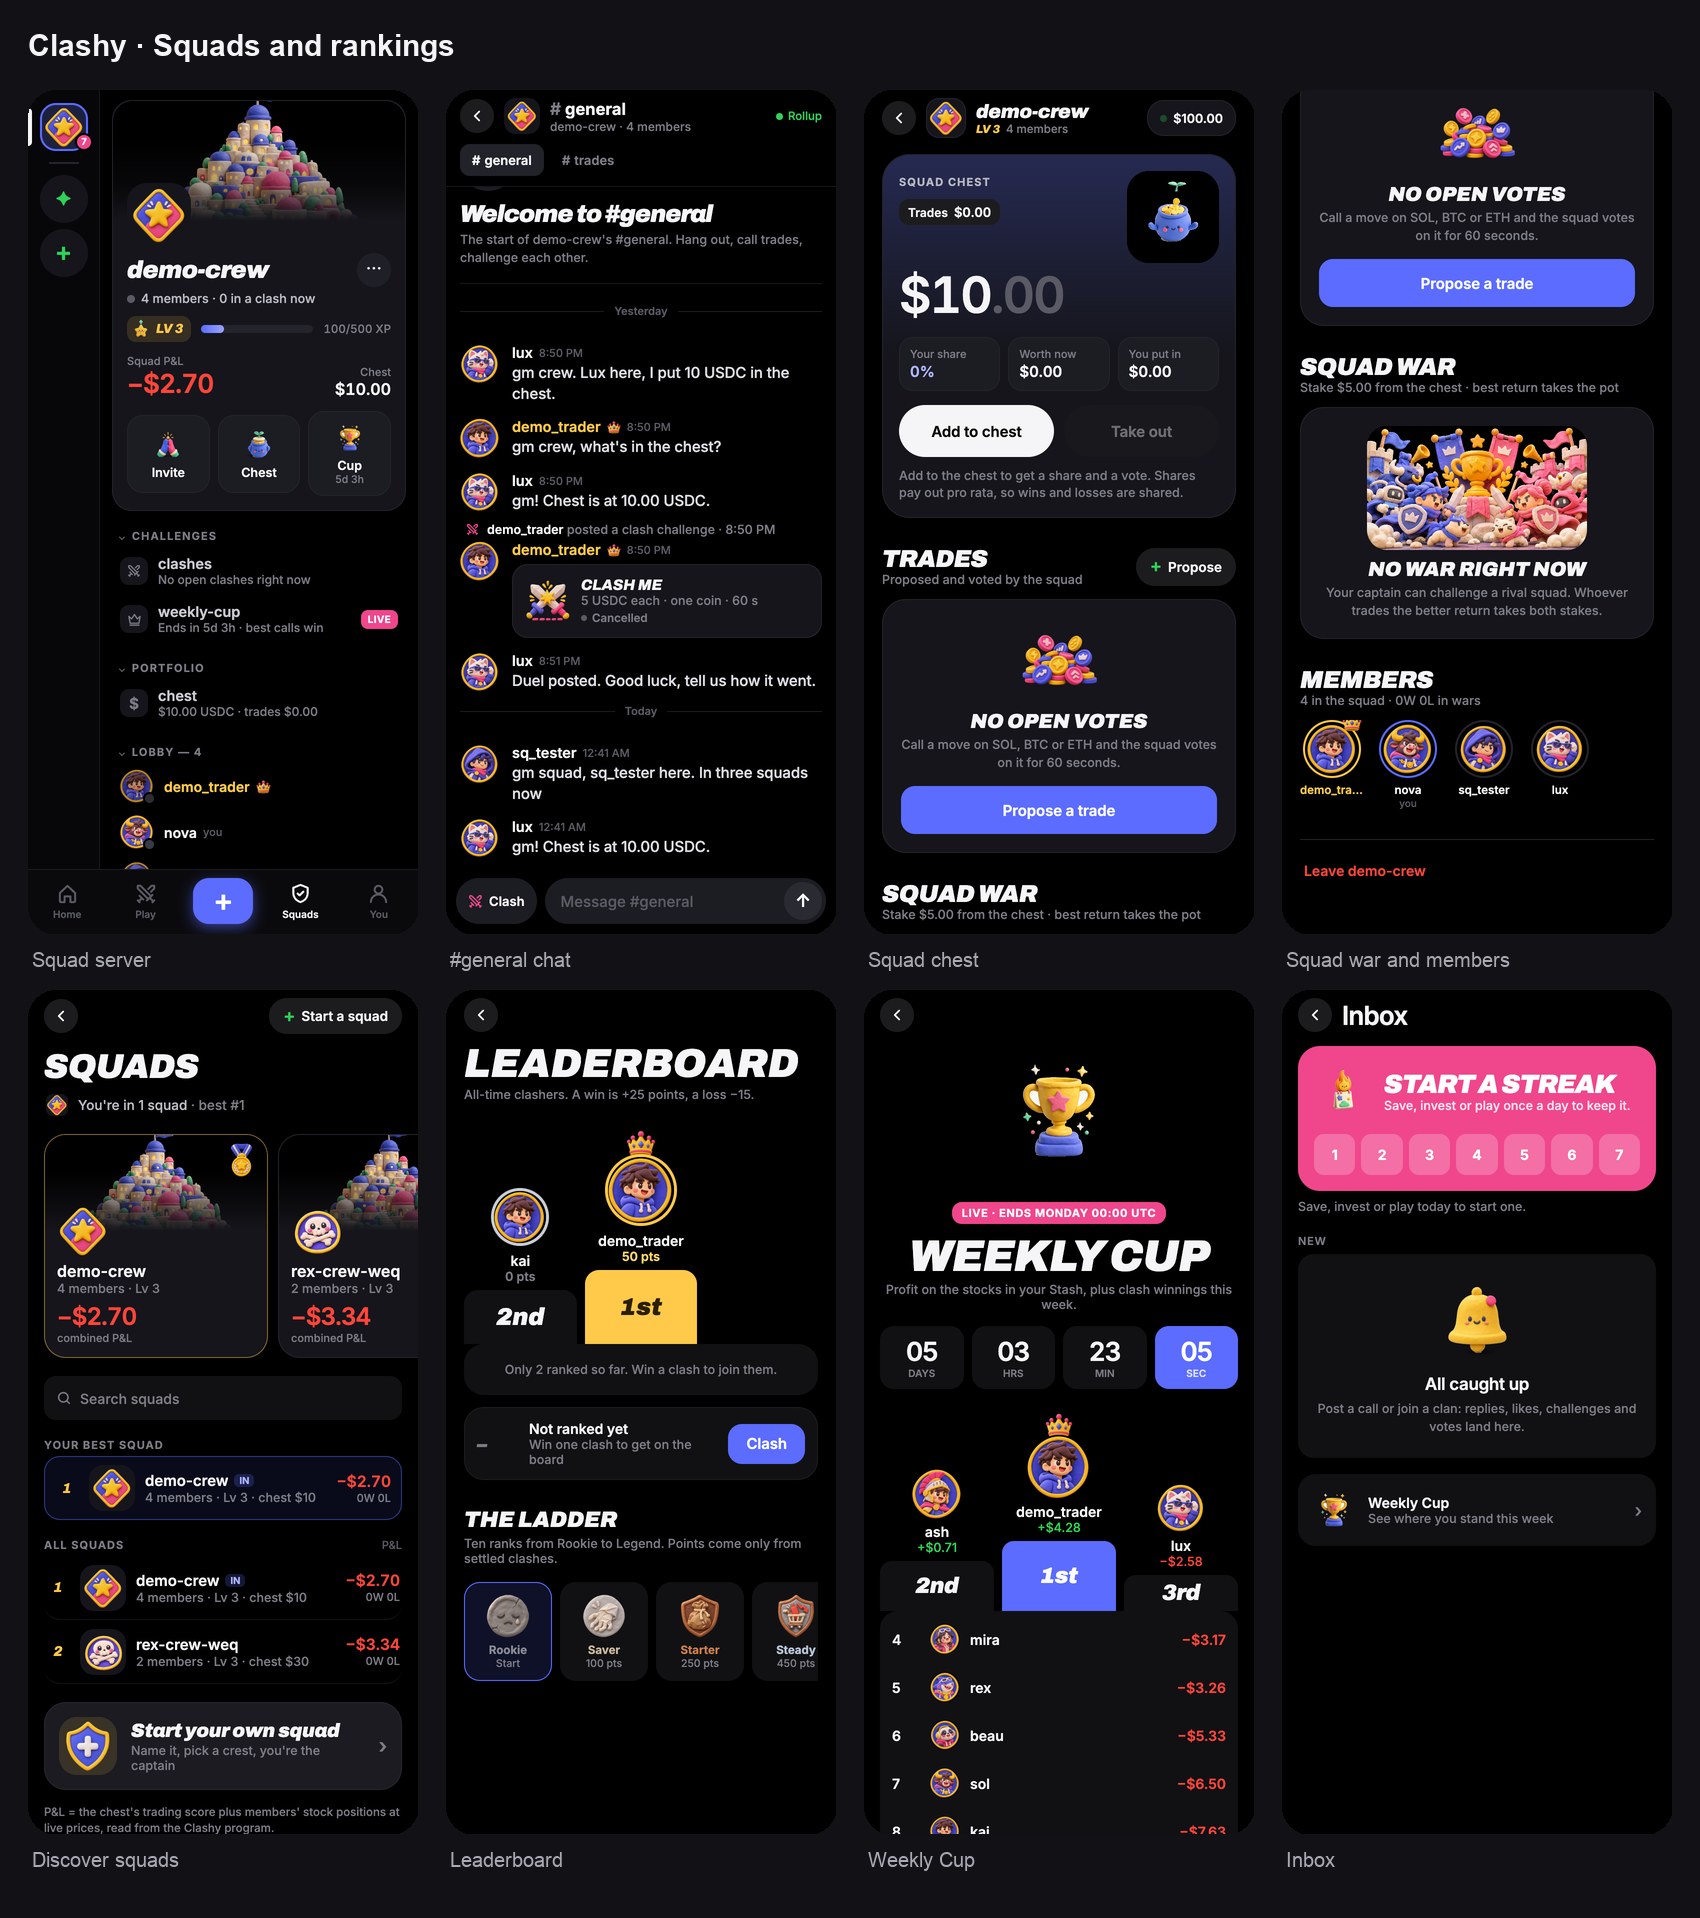 Clashy · Squads and rankings
7
demo-crew
4 members · 0 in a clash now
LV 3
100/500 XP
Squad P&L
−$2.70
Chest
$10.00
Invite
Chest
Cup
5d 3h
CHALLENGES
clashes
No open clashes right now
weekly-cup
Ends in 5d 3h · best calls win
LIVE
PORTFOLIO
chest
$10.00 USDC · trades $0.00
LOBBY — 4
demo_trader
nova you
Home
Play
Squads
You
Squad server
# general
demo-crew · 4 members
Rollup
# general
# trades
Welcome to #general
The start of demo-crew's #general. Hang out, call trades,
challenge each other.
Yesterday
lux 8:50 PM
gm crew. Lux here, I put 10 USDC in the
chest.
demo_trader 8:50 PM
gm crew, what's in the chest?
lux 8:50 PM
gm! Chest is at 10.00 USDC.
demo_trader posted a clash challenge · 8:50 PM
demo_trader 8:50 PM
CLASH ME
5 USDC each · one coin · 60 s
Cancelled
lux 8:51 PM
Duel posted. Good luck, tell us how it went.
Today
sq_tester 12:41 AM
gm squad, sq_tester here. In three squads
now
lux 12:41 AM
gm! Chest is at 10.00 USDC.
Clash
Message #general
#general chat
demo-crew
LV 3 4 members
$100.00
SQUAD CHEST
Trades $0.00
$10.00
Your share
0%
Worth now
$0.00
You put in
$0.00
Add to chest
Take out
Add to the chest to get a share and a vote. Shares
pay out pro rata, so wins and losses are shared.
TRADES
Proposed and voted by the squad
+ Propose
NO OPEN VOTES
Call a move on SOL, BTC or ETH and the squad votes
on it for 60 seconds.
Propose a trade
SQUAD WAR
Stake $5.00 from the chest · best return takes the pot
Squad chest
NO OPEN VOTES
Call a move on SOL, BTC or ETH and the squad votes
on it for 60 seconds.
Propose a trade
SQUAD WAR
Stake $5.00 from the chest · best return takes the pot
NO WAR RIGHT NOW
Your captain can challenge a rival squad. Whoever
trades the better return takes both stakes.
MEMBERS
4 in the squad · 0W 0L in wars
demo_tra...
nova
you
sq_tester
lux
Leave demo-crew
Squad war and members
+ Start a squad
SQUADS
You're in 1 squad · best #1
demo-crew
4 members · Lv 3
−$2.70
combined P&L
rex-crew-weq
2 members · Lv 3
−$3.34
combined P&L
Search squads
YOUR BEST SQUAD
1
demo-crew IN
4 members · Lv 3 · chest $10
−$2.70
0W 0L
ALL SQUADS
P&L
1
demo-crew IN
4 members · Lv 3 · chest $10
−$2.70
0W 0L
2
rex-crew-weq
2 members · Lv 3 · chest $30
−$3.34
0W 0L
Start your own squad
Name it, pick a crest, you're the
captain
P&L = the chest's trading score plus members' stock positions at
live prices, read from the Clashy program.
Discover squads
LEADERBOARD
All-time clashers. A win is +25 points, a loss −15.
kai
0 pts
demo_trader
50 pts
2nd
1st
Only 2 ranked so far. Win a clash to join them.
–
Not ranked yet
Win one clash to get on the
board
Clash
THE LADDER
Ten ranks from Rookie to Legend. Points come only from
settled clashes.
Rookie
Start
Saver
100 pts
Starter
250 pts
Steady
450 pts
Leaderboard
LIVE · ENDS MONDAY 00:00 UTC
WEEKLY CUP
Profit on the stocks in your Stash, plus clash winnings this
week.
05
DAYS
03
HRS
23
MIN
05
SEC
ash
+$0.71
demo_trader
+$4.28
lux
−$2.58
2nd
1st
3rd
4 mira −$3.17
5 rex −$3.26
6 beau −$5.33
7 sol −$6.50
8 kai −$7.63
Weekly Cup
Inbox
START A STREAK
Save, invest or play once a day to keep it.
1 2 3 4 5 6 7
Save, invest or play today to start one.
NEW
All caught up
Post a call or join a clan: replies, likes, challenges and
votes land here.
Weekly Cup
See where you stand this week
Inbox